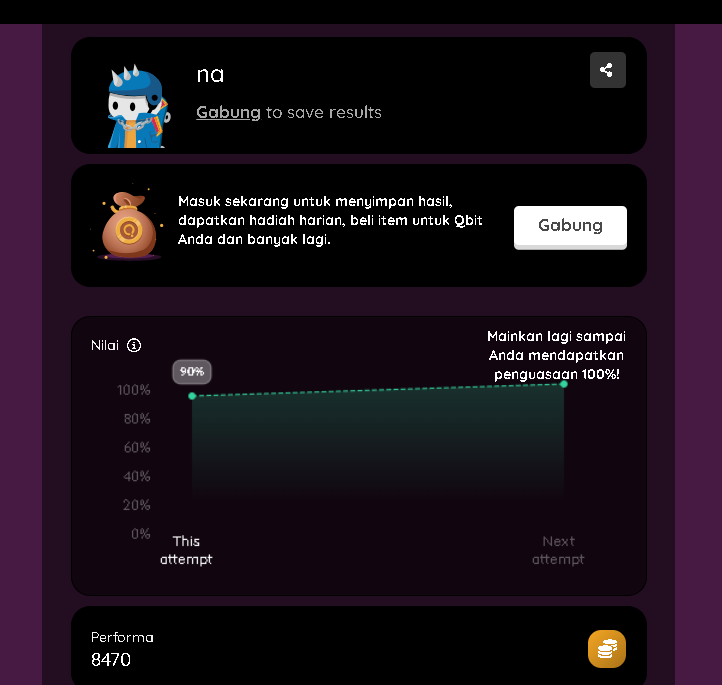 na
Gabung to save results
Masuk sekarang untuk menyimpan hasil,
dapatkan hadiah harian, beli item untuk Qbit
Anda dan banyak lagi.
Gabung
Nilai
Mainkan lagi sampai
Anda mendapatkan
penguasaan 100%!
90%
100%
80%
60%
40%
20%
0%
This
attempt
Next
attempt
Performa
8470